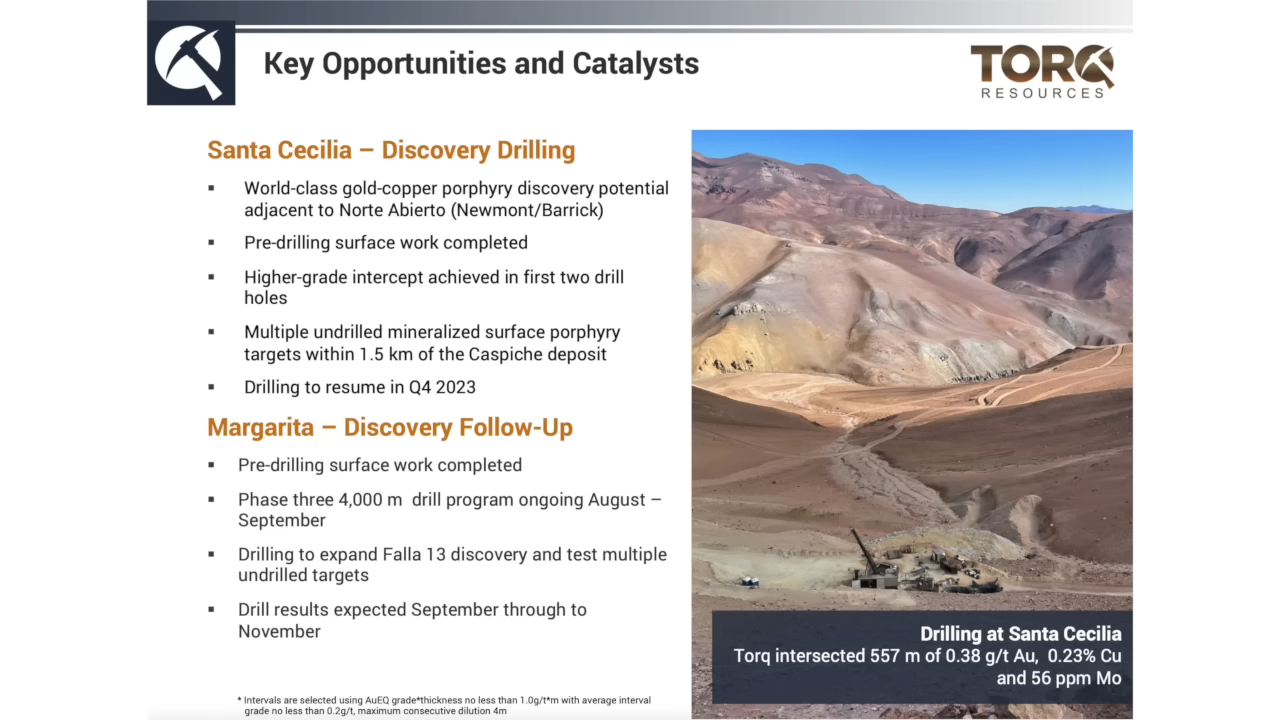 Key Opportunities and Catalysts
TORQ
RESOURCES
Santa Cecilia – Discovery Drilling
▪ World-class gold-copper porphyry discovery potential
adjacent to Norte Abierto (Newmont/Barrick)
▪ Pre-drilling surface work completed
▪ Higher-grade intercept achieved in first two drill
holes
▪ Multiple undrilled mineralized surface porphyry
targets within 1.5 km of the Caspiche deposit
▪ Drilling to resume in Q4 2023
Margarita – Discovery Follow-Up
▪ Pre-drilling surface work completed
▪ Phase three 4,000 m  drill program ongoing August –
September
▪ Drilling to expand Falla 13 discovery and test multiple
undrilled targets
▪ Drill results expected September through to
November
* Intervals are selected using AuEQ grade*thickness no less than 1.0g/t*m with average interval
grade no less than 0.2g/t, maximum consecutive dilution 4m
Drilling at Santa Cecilia
Torq intersected 557 m of 0.38 g/t Au,  0.23% Cu
and 56 ppm Mo